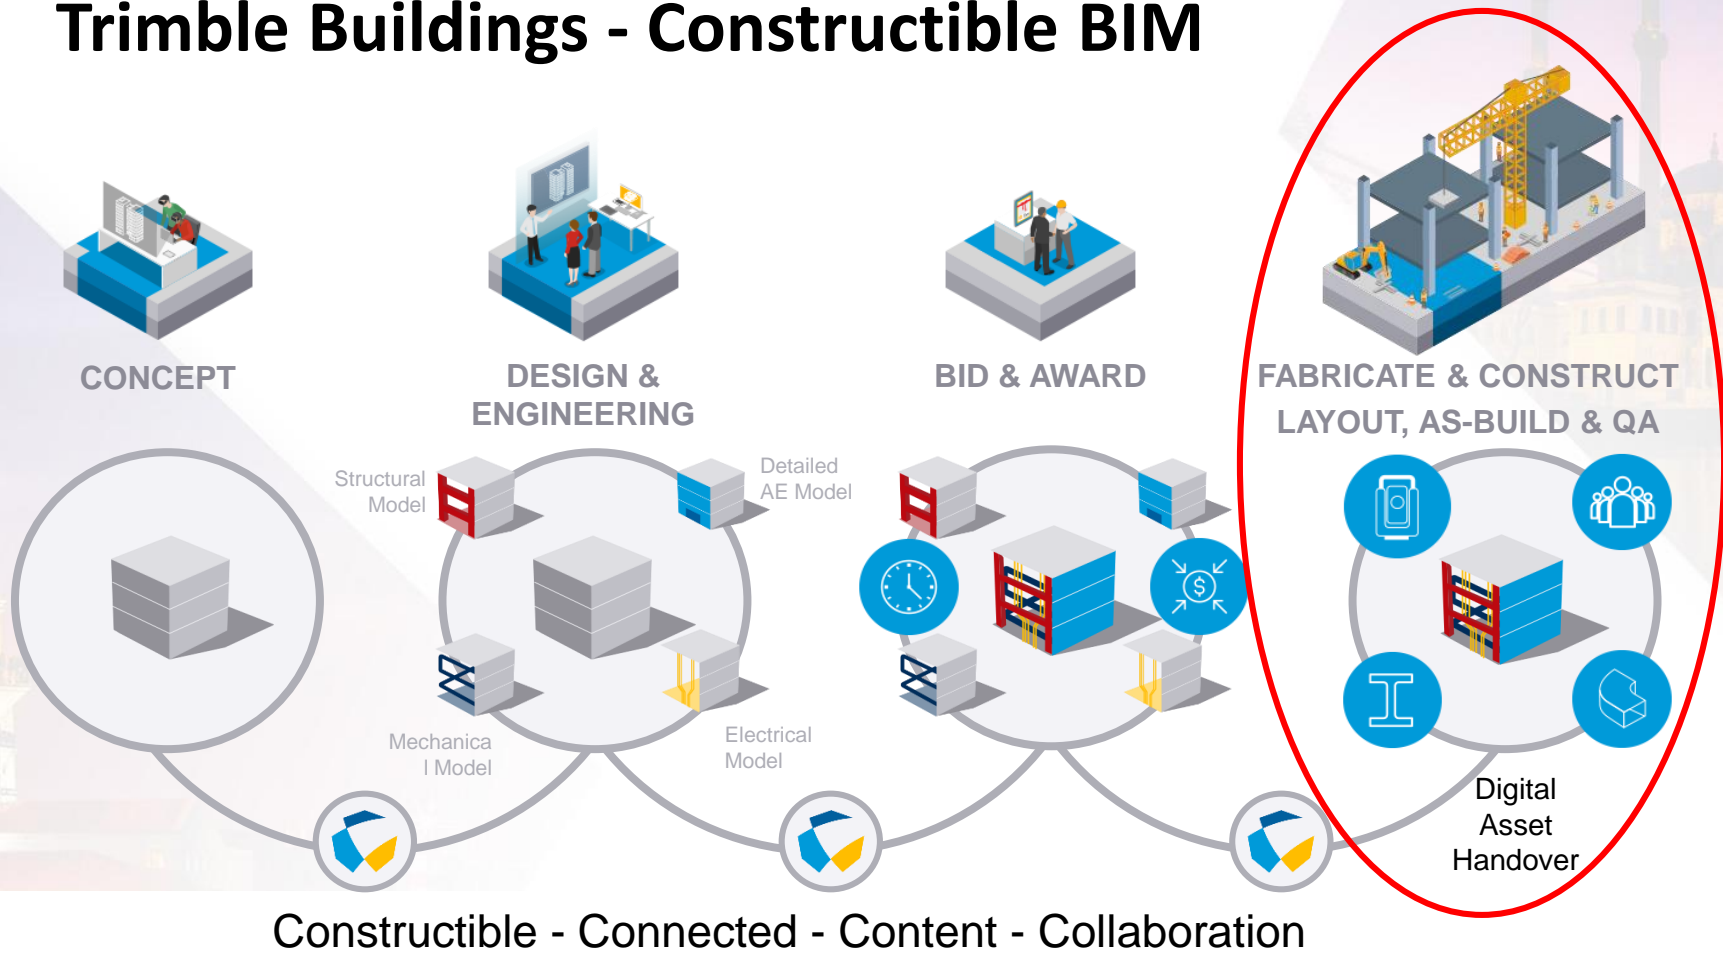 Trimble Buildings - Constructible BIM
CONCEPT
DESIGN &
ENGINEERING
BID & AWARD
FABRICATE & CONSTRUCT
LAYOUT, AS-BUILD & QA
Structural
Model
Detailed
AE Model
Mechanica
l Model
Electrical
Model
$
Digital
Asset
Handover
Constructible - Connected - Content - Collaboration